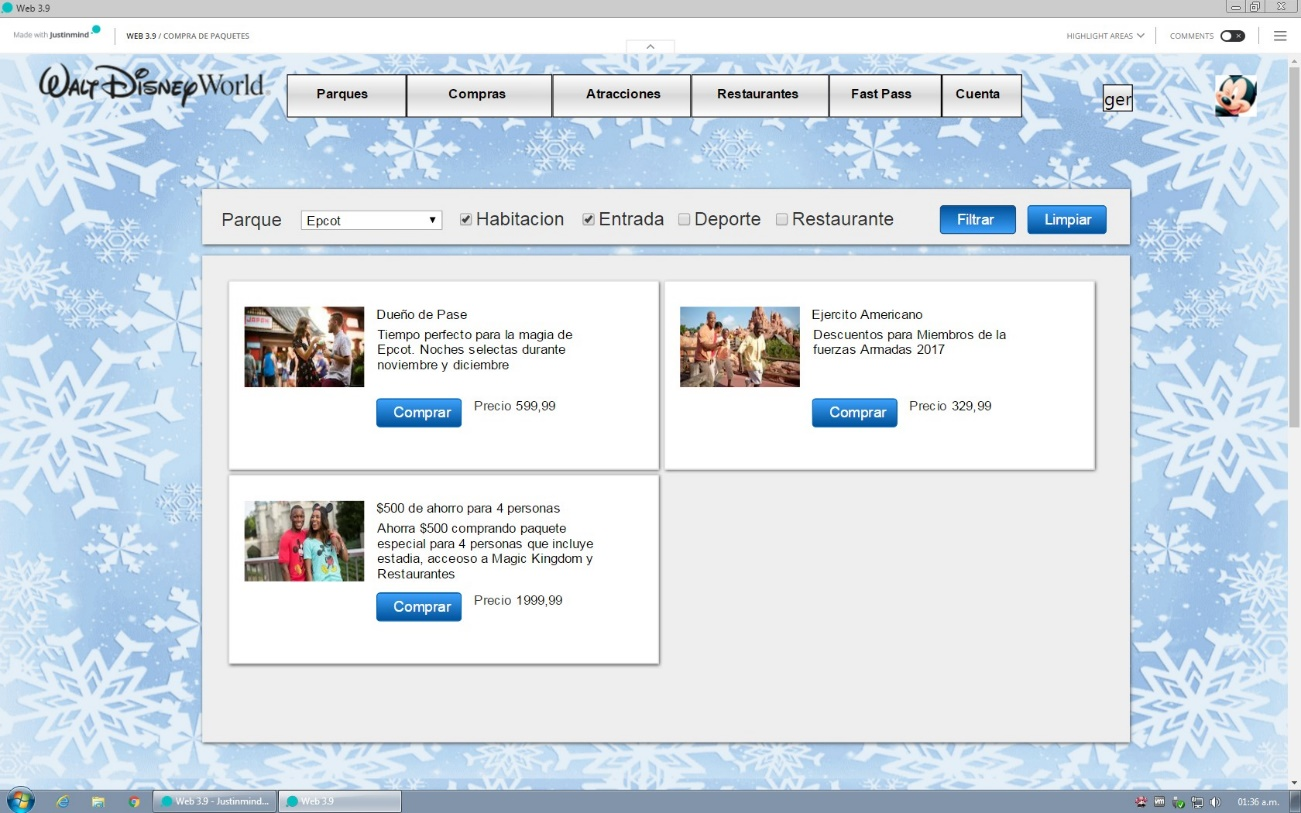 Web 3.9
Made with Justinmind
WEB 3.9 / COMPRA DE PAQUETES
HIGHLIGHT AREAS
COMMENTS
WALT DISNEY World
Parques
Compras
Atracciones
Restaurantes
Fast Pass
Cuenta
ger
Parque
Epcot
Habitacion
Entrada
Deporte
Restaurante
Filtrar
Limpiar
JAPAN
Dueño de Pase
Tiempo perfecto para la magia de
Epcot. Noches selectas durante
noviembre y diciembre
Comprar
Precio 599,99
Ejercito Americano
Descuentos para Miembros de la
fuerzas Armadas 2017
Comprar
Precio 329,99
$500 de ahorro para 4 personas
Ahorra $500 comprando paquete
especial para 4 personas que incluye
estadia, acceoso a Magic Kingdom y
Restaurantes
Comprar
Precio 1999,99
Web 3.9 - Justinmind...
Web 3.9
01:36 a.m.